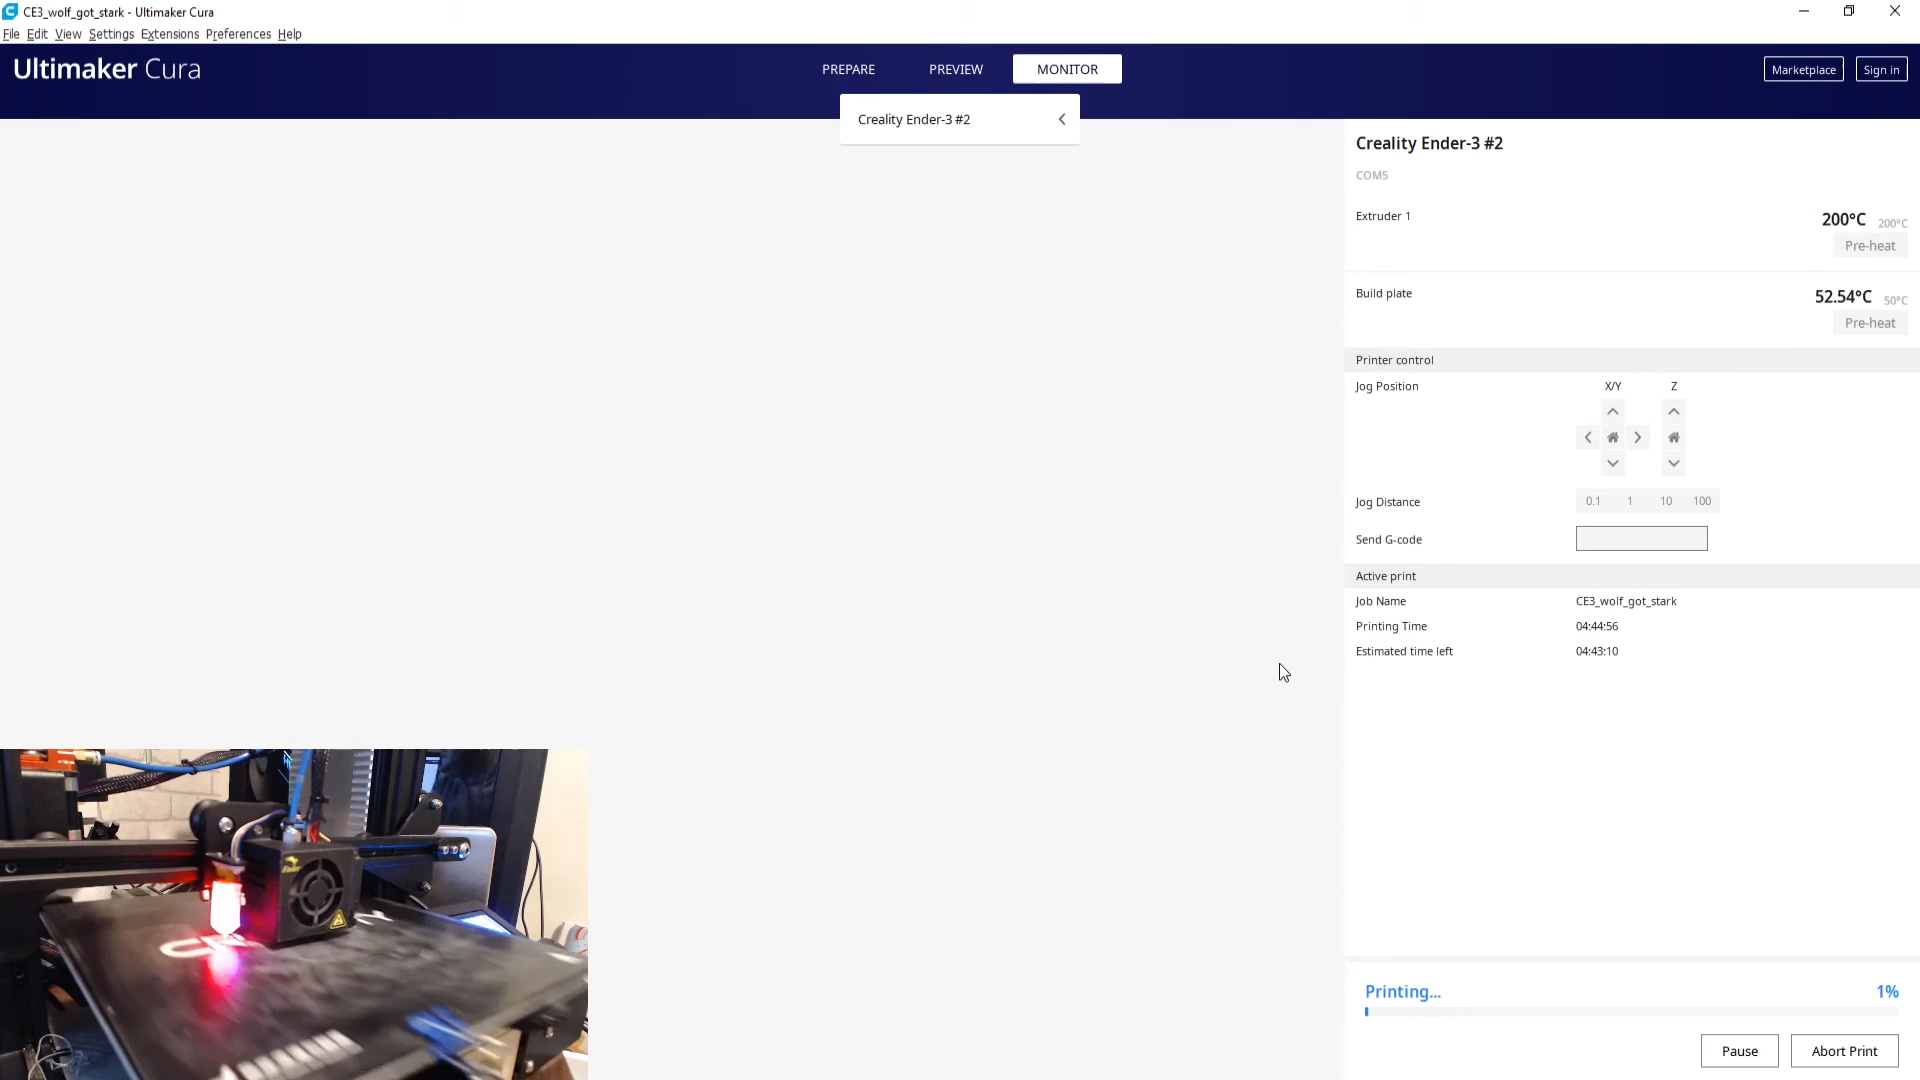 CE3_wolf_got_stark - Ultimaker Cura
File Edit View Settings Extensions Preferences Help
Ultimaker Cura
PREPARE PREVIEW MONITOR
Marketplace Sign in
Creality Ender-3 #2
Creality Ender-3 #2
COM5
Extruder 1 200°C 200°C
Pre-heat
Build plate 52.54°C 50°C
Pre-heat
Printer control
Jog Position X/Y Z
Jog Distance 0.1 1 10 100
Send G-code
Active print
Job Name CE3_wolf_got_stark
Printing Time 04:44:56
Estimated time left 04:43:10
Printing... 1%
Pause Abort Print